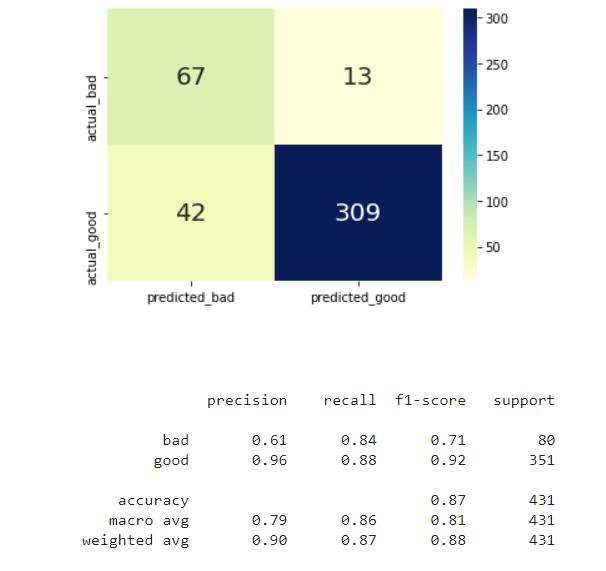 300
67 13
250
actual_bad
200
150
42 309
100
actual_good
50
predicted_bad predicted_good
precision recall f1-score support
bad 0.61 0.84 0.71 80
good 0.96 0.88 0.92 351
accuracy 0.87 431
macro avg 0.79 0.86 0.81 431
weighted avg 0.90 0.87 0.88 431